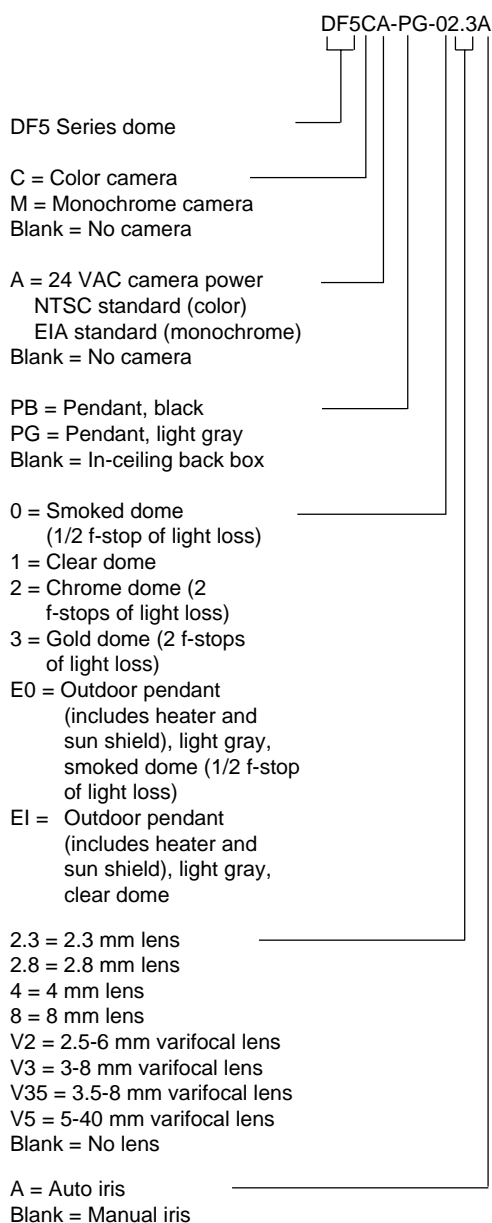 DF5CA-PG-02.3A
DF5 Series dome
C = Color camera
M = Monochrome camera
Blank = No camera
A = 24 VAC camera power
NTSC standard (color)
EIA standard (monochrome)
Blank = No camera
PB = Pendant, black
PG = Pendant, light gray
Blank = In-ceiling back box
0 = Smoked dome
(1/2 f-stop of light loss)
1 = Clear dome
2 = Chrome dome (2
f-stops of light loss)
3 = Gold dome (2 f-stops
of light loss)
E0 = Outdoor pendant
(includes heater and
sun shield), light gray,
smoked dome (1/2 f-stop
of light loss)
EI = Outdoor pendant
(includes heater and
sun shield), light gray,
clear dome
2.3 = 2.3 mm lens
2.8 = 2.8 mm lens
4 = 4 mm lens
8 = 8 mm lens
V2 = 2.5-6 mm varifocal lens
V3 = 3-8 mm varifocal lens
V35 = 3.5-8 mm varifocal lens
V5 = 5-40 mm varifocal lens
Blank = No lens
A = Auto iris
Blank = Manual iris